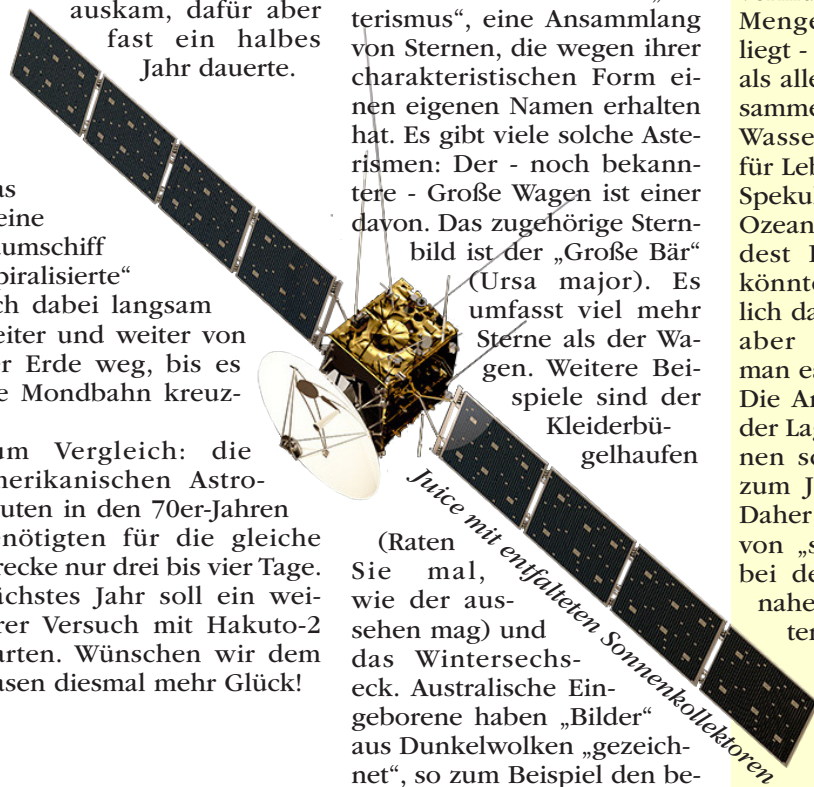 auskam, dafür aber
fast ein halbes
Jahr dauerte.
as
eine
aumschiff
piralisierte“
ch dabei langsam
eiter und weiter von
er Erde weg, bis es
e Mondbahn kreuz-
um Vergleich: die
merikanischen Astro-
uten in den 70er-Jahren
enötigten für die gleiche
recke nur drei bis vier Tage.
ächstes Jahr soll ein wei-
rer Versuch mit Hakuto-2
arten. Wünschen wir dem
asen diesmal mehr Glück!
terismus“, eine Ansammlang
von Sternen, die wegen ihrer
charakteristischen Form ei-
nen eigenen Namen erhalten
hat. Es gibt viele solche Aste-
rismen: Der - noch bekann-
tere - Große Wagen ist einer
davon. Das zugehörige Stern-
bild ist der „Große Bär“
(Ursa major). Es
umfasst viel mehr
Sterne als der Wa-
gen. Weitere Bei-
spiele sind der
Kleiderbü-
gelhaufen
(Raten
Sie mal,
wie der aus-
sehen mag) und
das Wintersechs-
eck. Australische Ein-
geborene haben „Bilder“
aus Dunkelwolken „gezeich-
net“, so zum Beispiel den be-
Juice mit entfalteten Sonnenkollektoren
Menge
liegt -
als alle
samme
Wasse
für Leb
Spekul
Ozean
dest
könnte
lich da
aber
man es
Die Ar
der Lag
nen so
zum J
Daher
von „s
bei de
nahe
ter